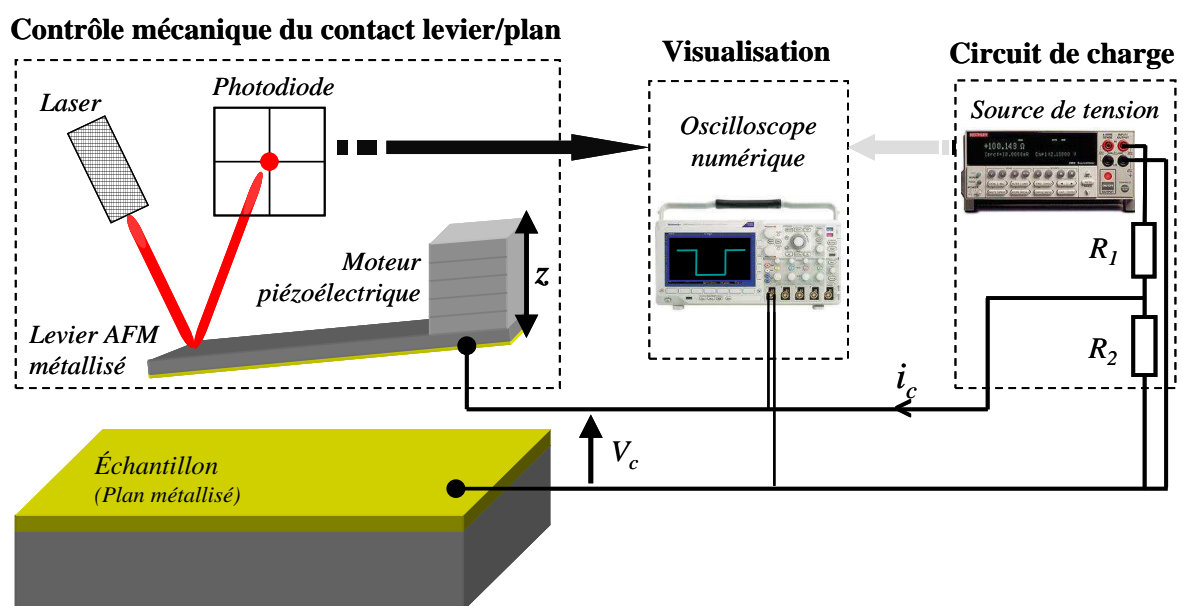 Contrôle mécanique du contact levier/plan
Visualisation
Circuit de charge
Laser
Photodiode
Oscilloscope
numérique
Source de tension
Moteur
piézoélectrique
z
Levier AFM
métallisé
R1
R2
ic
Vc
Échantillon
(Plan métallisé)